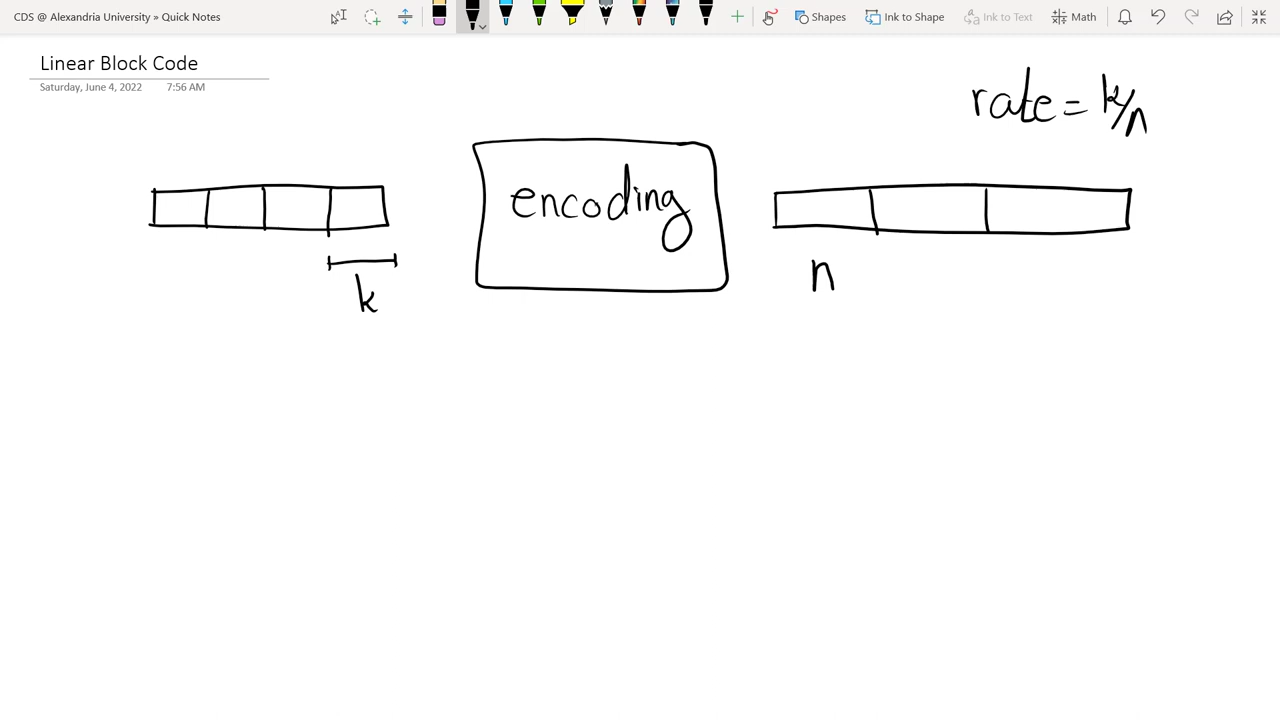 CDS @ Alexandria University » Quick Notes
Shapes
Ink to Shape
Ink to Text
Math
Linear Block Code
Saturday, June 4, 2022 7:56 AM
rate = k/n
encoding
k
n